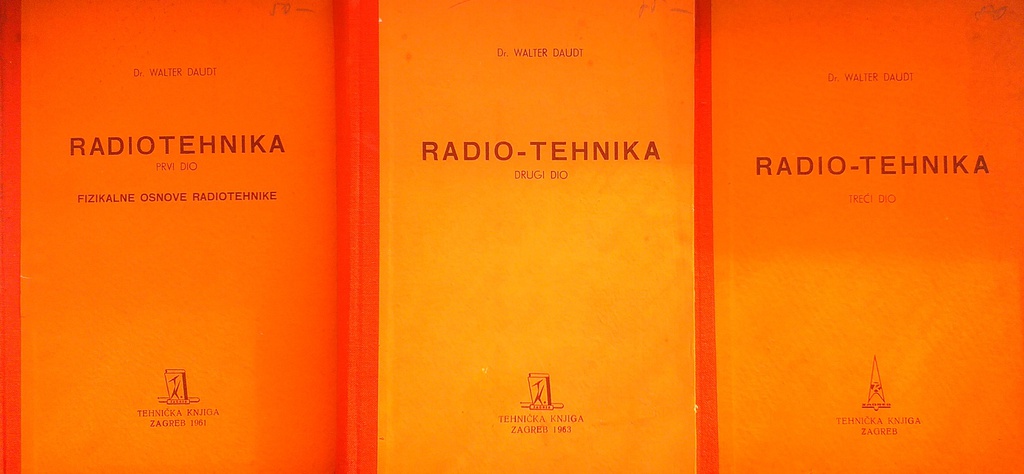 Dr. WALTER DAUDT
RADIOTEHNIKA
PRVI DIO
FIZIKALNE OSNOVE RADIOTEHNIKE
TEHNIČKA KNJIGA
ZAGREB 1961
Dr. WALTER DAUDT
RADIO-TEHNIKA
DRUGI DIO
TEHNIČKA KNJIGA
ZAGREB 1963
Dr. WALTER DAUDT
RADIO-TEHNIKA
TREĆI DIO
TEHNIČKA KNJIGA
ZAGREB